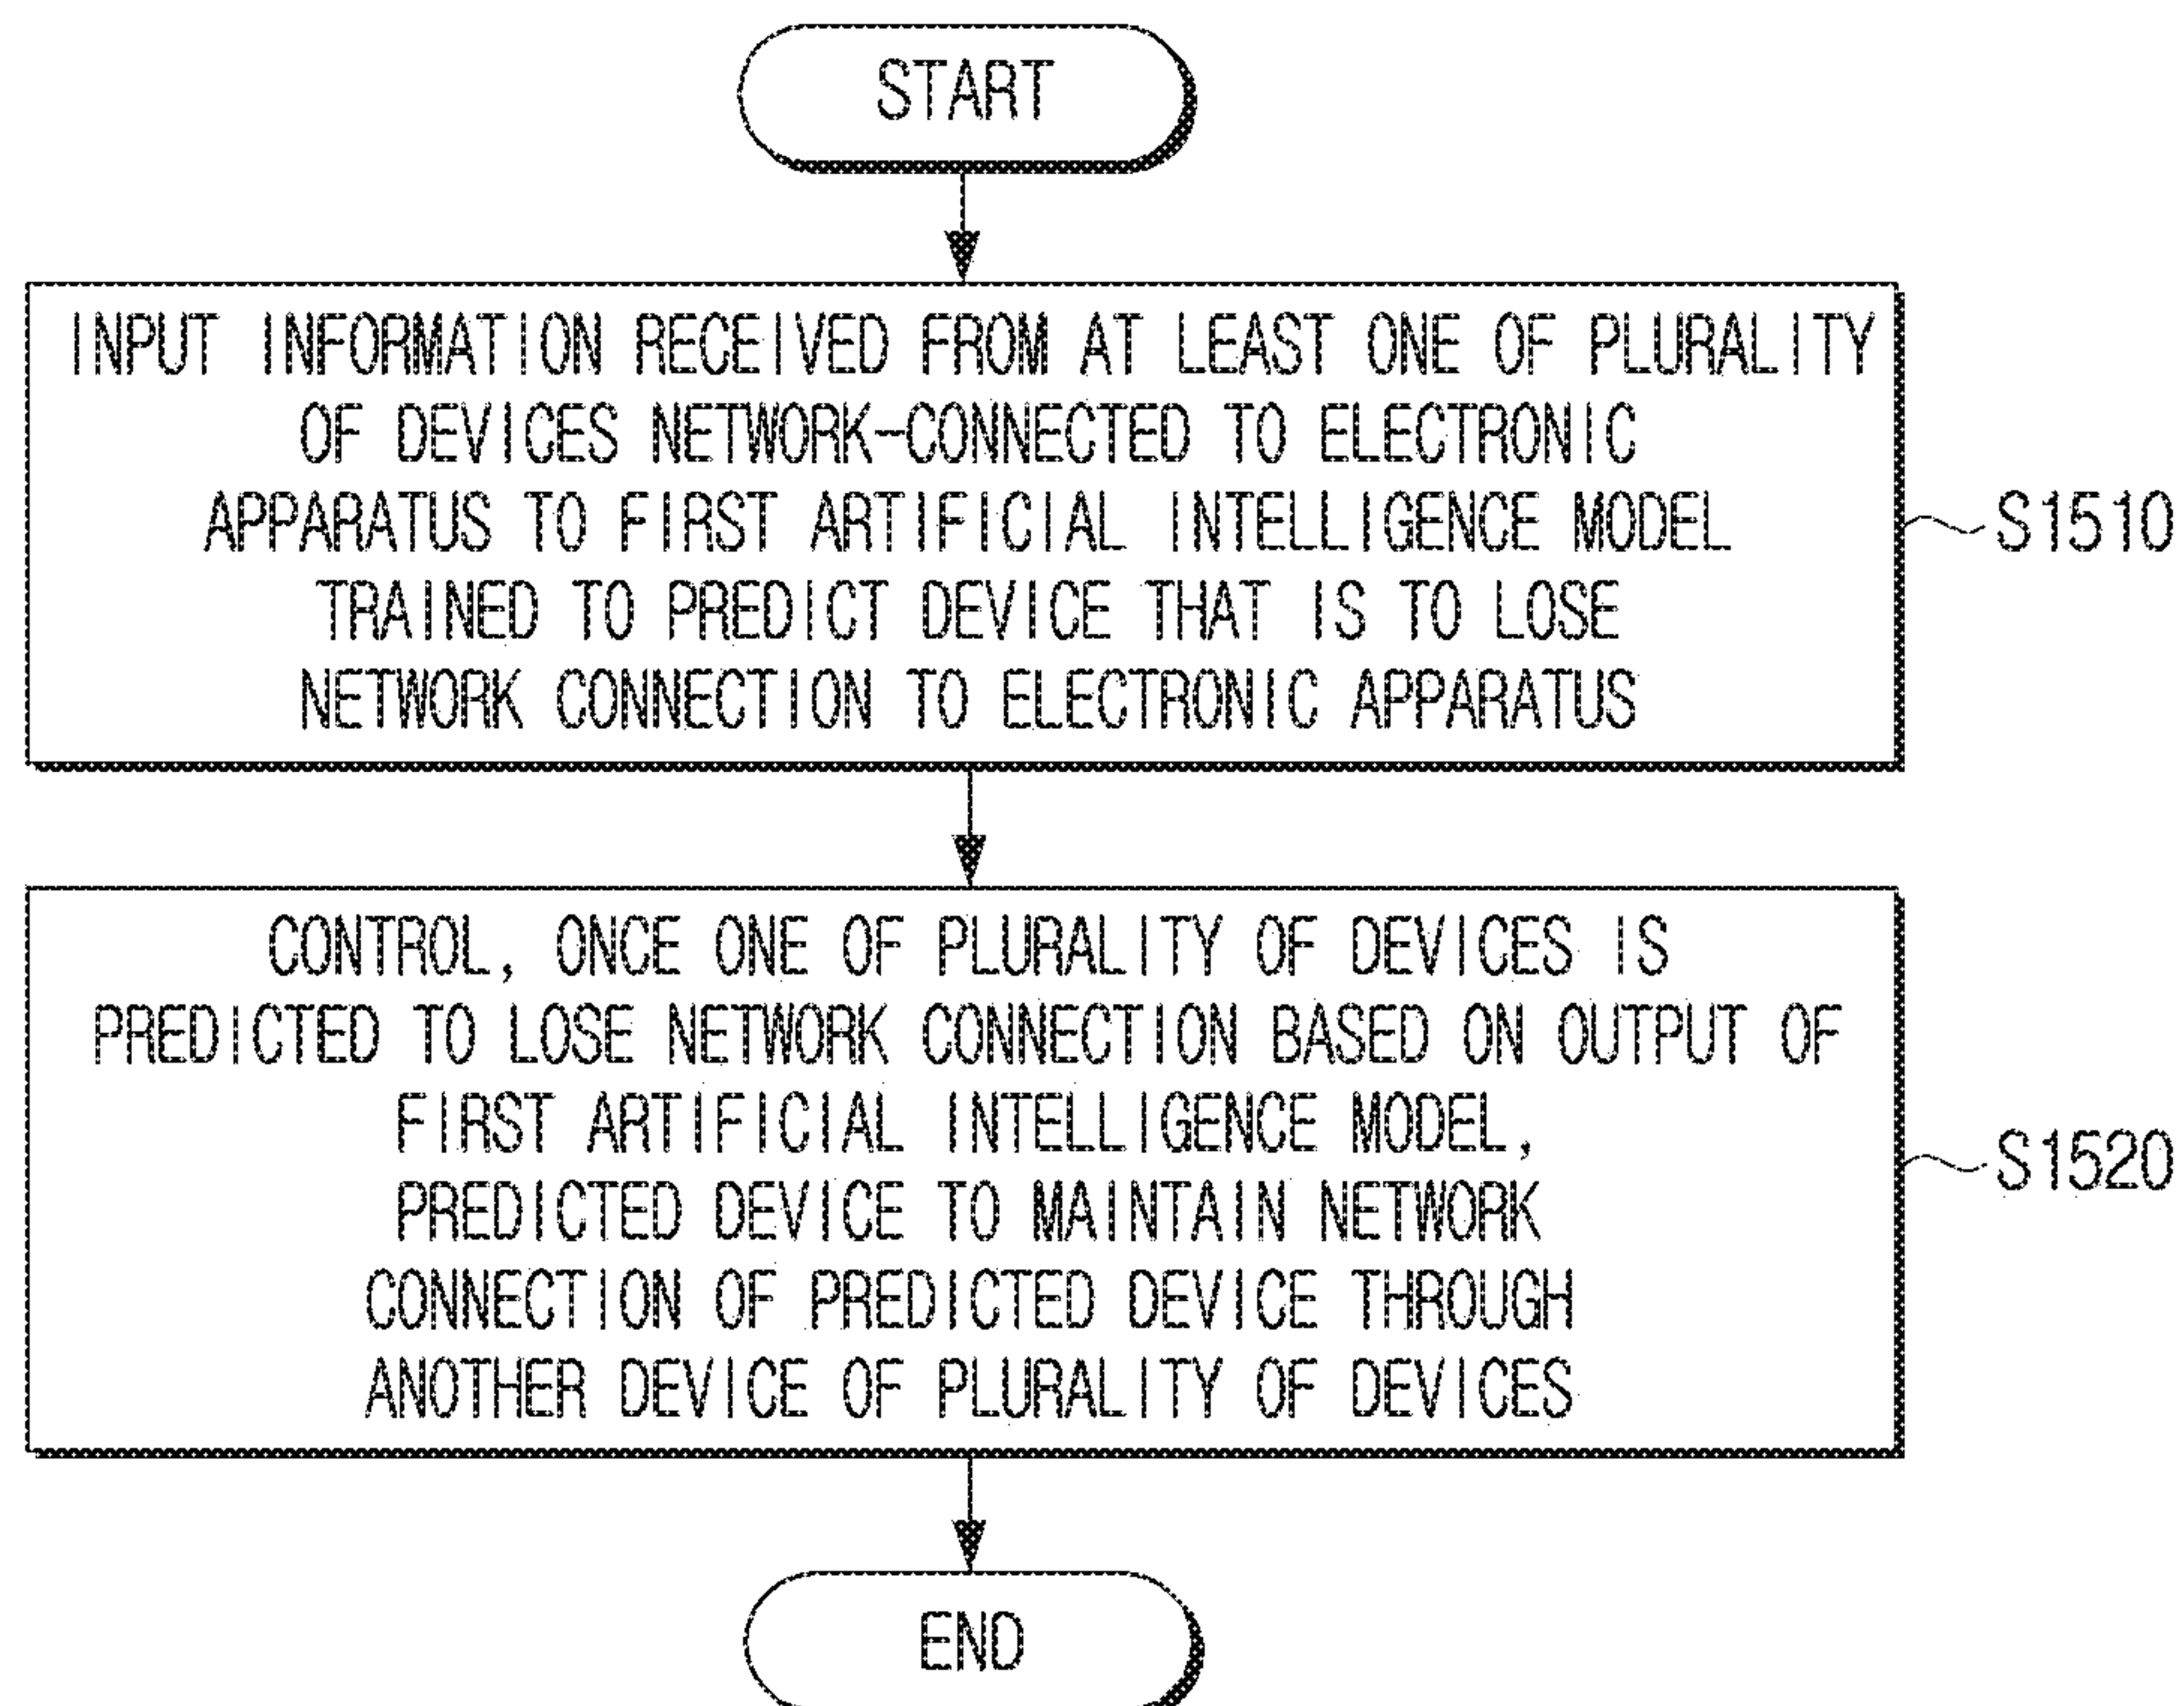 START
INPUT INFORMATION RECEIVED FROM AT LEAST ONE OF PLURALITY
OF DEVICES NETWORK-CONNECTED TO ELECTRONIC
APPARATUS TO FIRST ARTIFICIAL INTELLIGENCE MODEL
TRAINED TO PREDICT DEVICE THAT IS TO LOSE
NETWORK CONNECTION TO ELECTRONIC APPARATUS
S1510
CONTROL, ONCE ONE OF PLURALITY OF DEVICES IS
PREDICTED TO LOSE NETWORK CONNECTION BASED ON OUTPUT OF
FIRST ARTIFICIAL INTELLIGENCE MODEL,
PREDICTED DEVICE TO MAINTAIN NETWORK
CONNECTION OF PREDICTED DEVICE THROUGH
ANOTHER DEVICE OF PLURALITY OF DEVICES
S1520
END